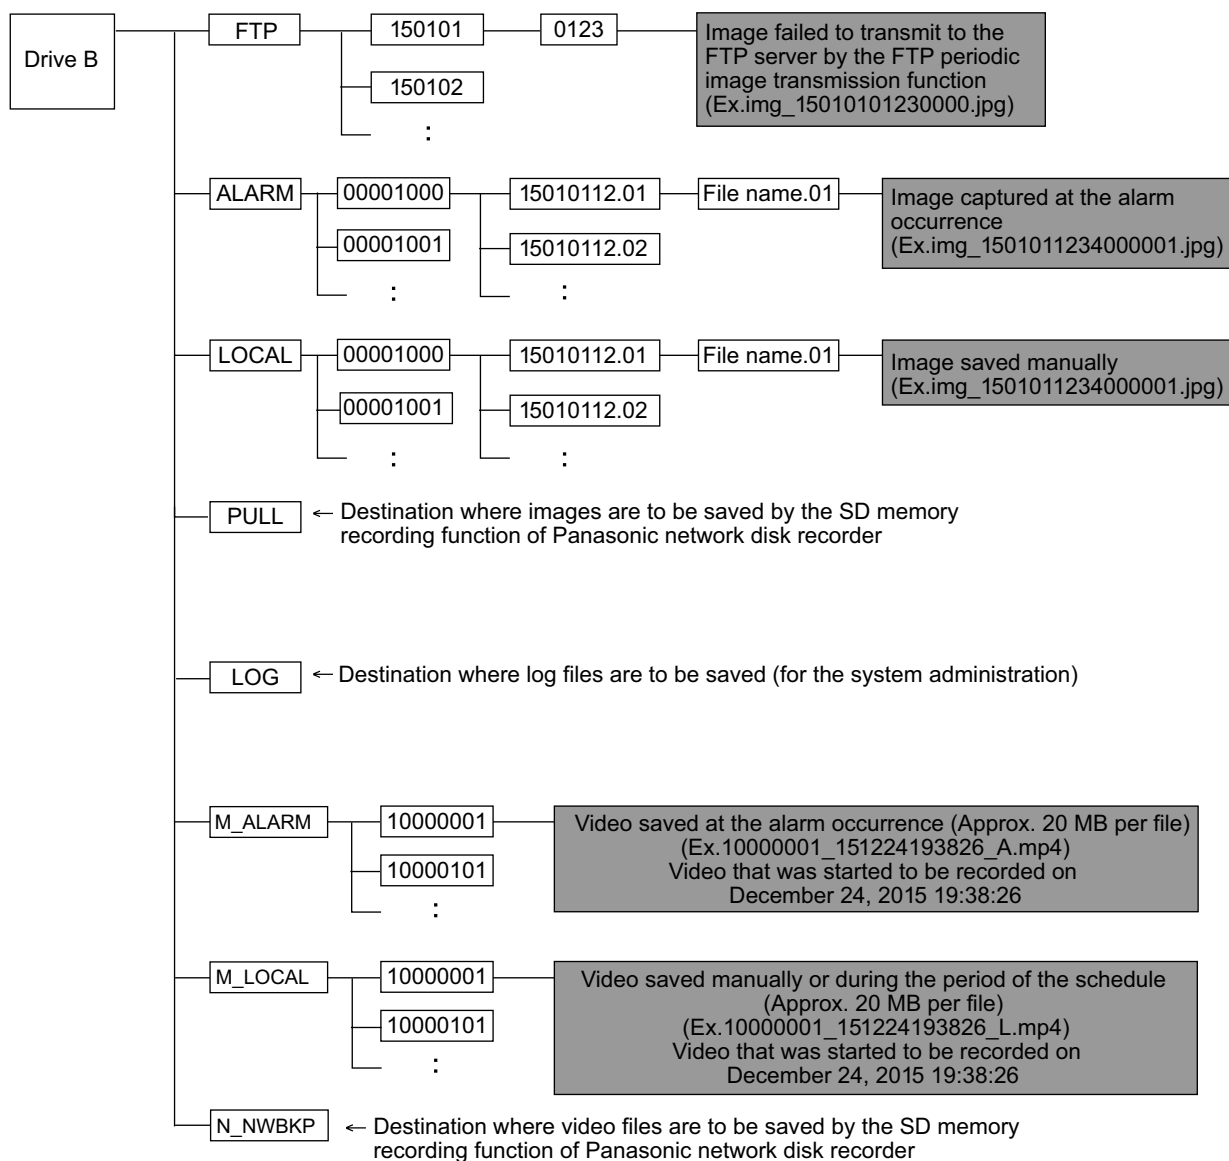 Drive B
FTP
150101
0123
Image failed to transmit to the
FTP server by the FTP periodic
image transmission function
(Ex.img_15010101230000.jpg)
150102
:
ALARM
00001000
15010112.01
File name.01
Image captured at the alarm
occurrence
(Ex.img_1501011234000001.jpg)
00001001
15010112.02
:
:
LOCAL
00001000
15010112.01
File name.01
Image saved manually
(Ex.img_1501011234000001.jpg)
00001001
15010112.02
:
:
PULL
← Destination where images are to be saved by the SD memory
recording function of Panasonic network disk recorder
LOG
← Destination where log files are to be saved (for the system administration)
M_ALARM
10000001
Video saved at the alarm occurrence (Approx. 20 MB per file)
(Ex.10000001_151224193826_A.mp4)
Video that was started to be recorded on
December 24, 2015 19:38:26
10000101
:
M_LOCAL
10000001
Video saved manually or during the period of the schedule
(Approx. 20 MB per file)
(Ex.10000001_151224193826_L.mp4)
Video that was started to be recorded on
December 24, 2015 19:38:26
10000101
:
N_NWBKP
← Destination where video files are to be saved by the SD memory
recording function of Panasonic network disk recorder